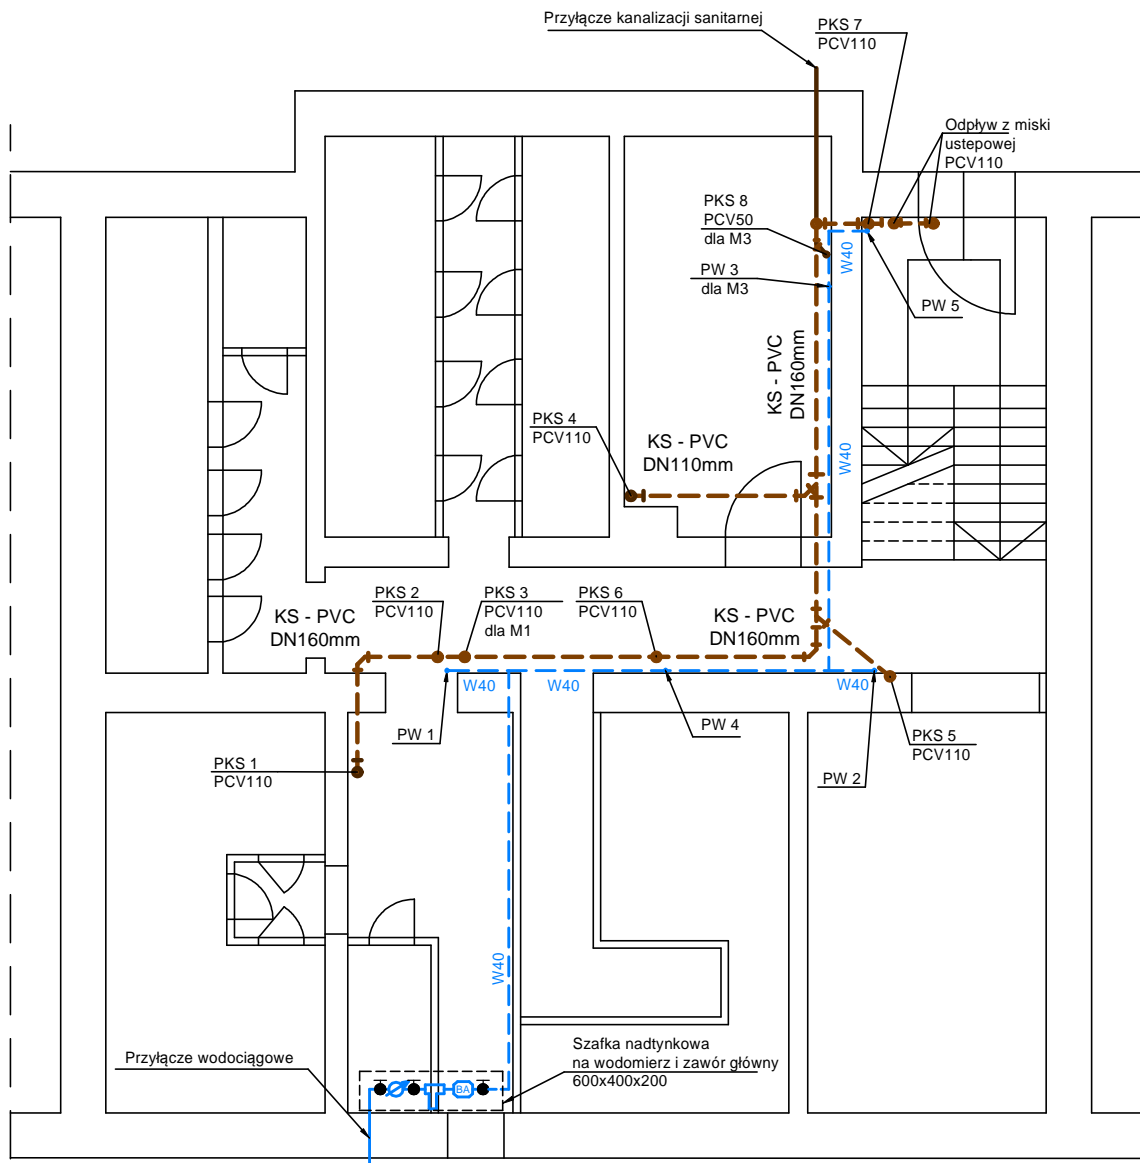 Przyłącze kanalizacji sanitarnej
PKS 7
PCV110
Odpływ z miski
ustepowej
PCV110
PKS 8
PCV50
dla M3
W40
PW 3
dla M3
PW 5
KS - PVC
DN160mm
PKS 4
PCV110
KS - PVC
DN110mm
W40
PKS 2
PCV110
PKS 3
PCV110
dla M1
PKS 6
PCV110
KS - PVC
DN160mm
KS - PVC
DN160mm
W40
W40
W40
PW 1
PW 4
PKS 5
PCV110
PKS 1
PCV110
PW 2
W40
Przyłącze wodociągowe
Szafka nadtynkowa
na wodomierz i zawór główny
600x400x200
BA